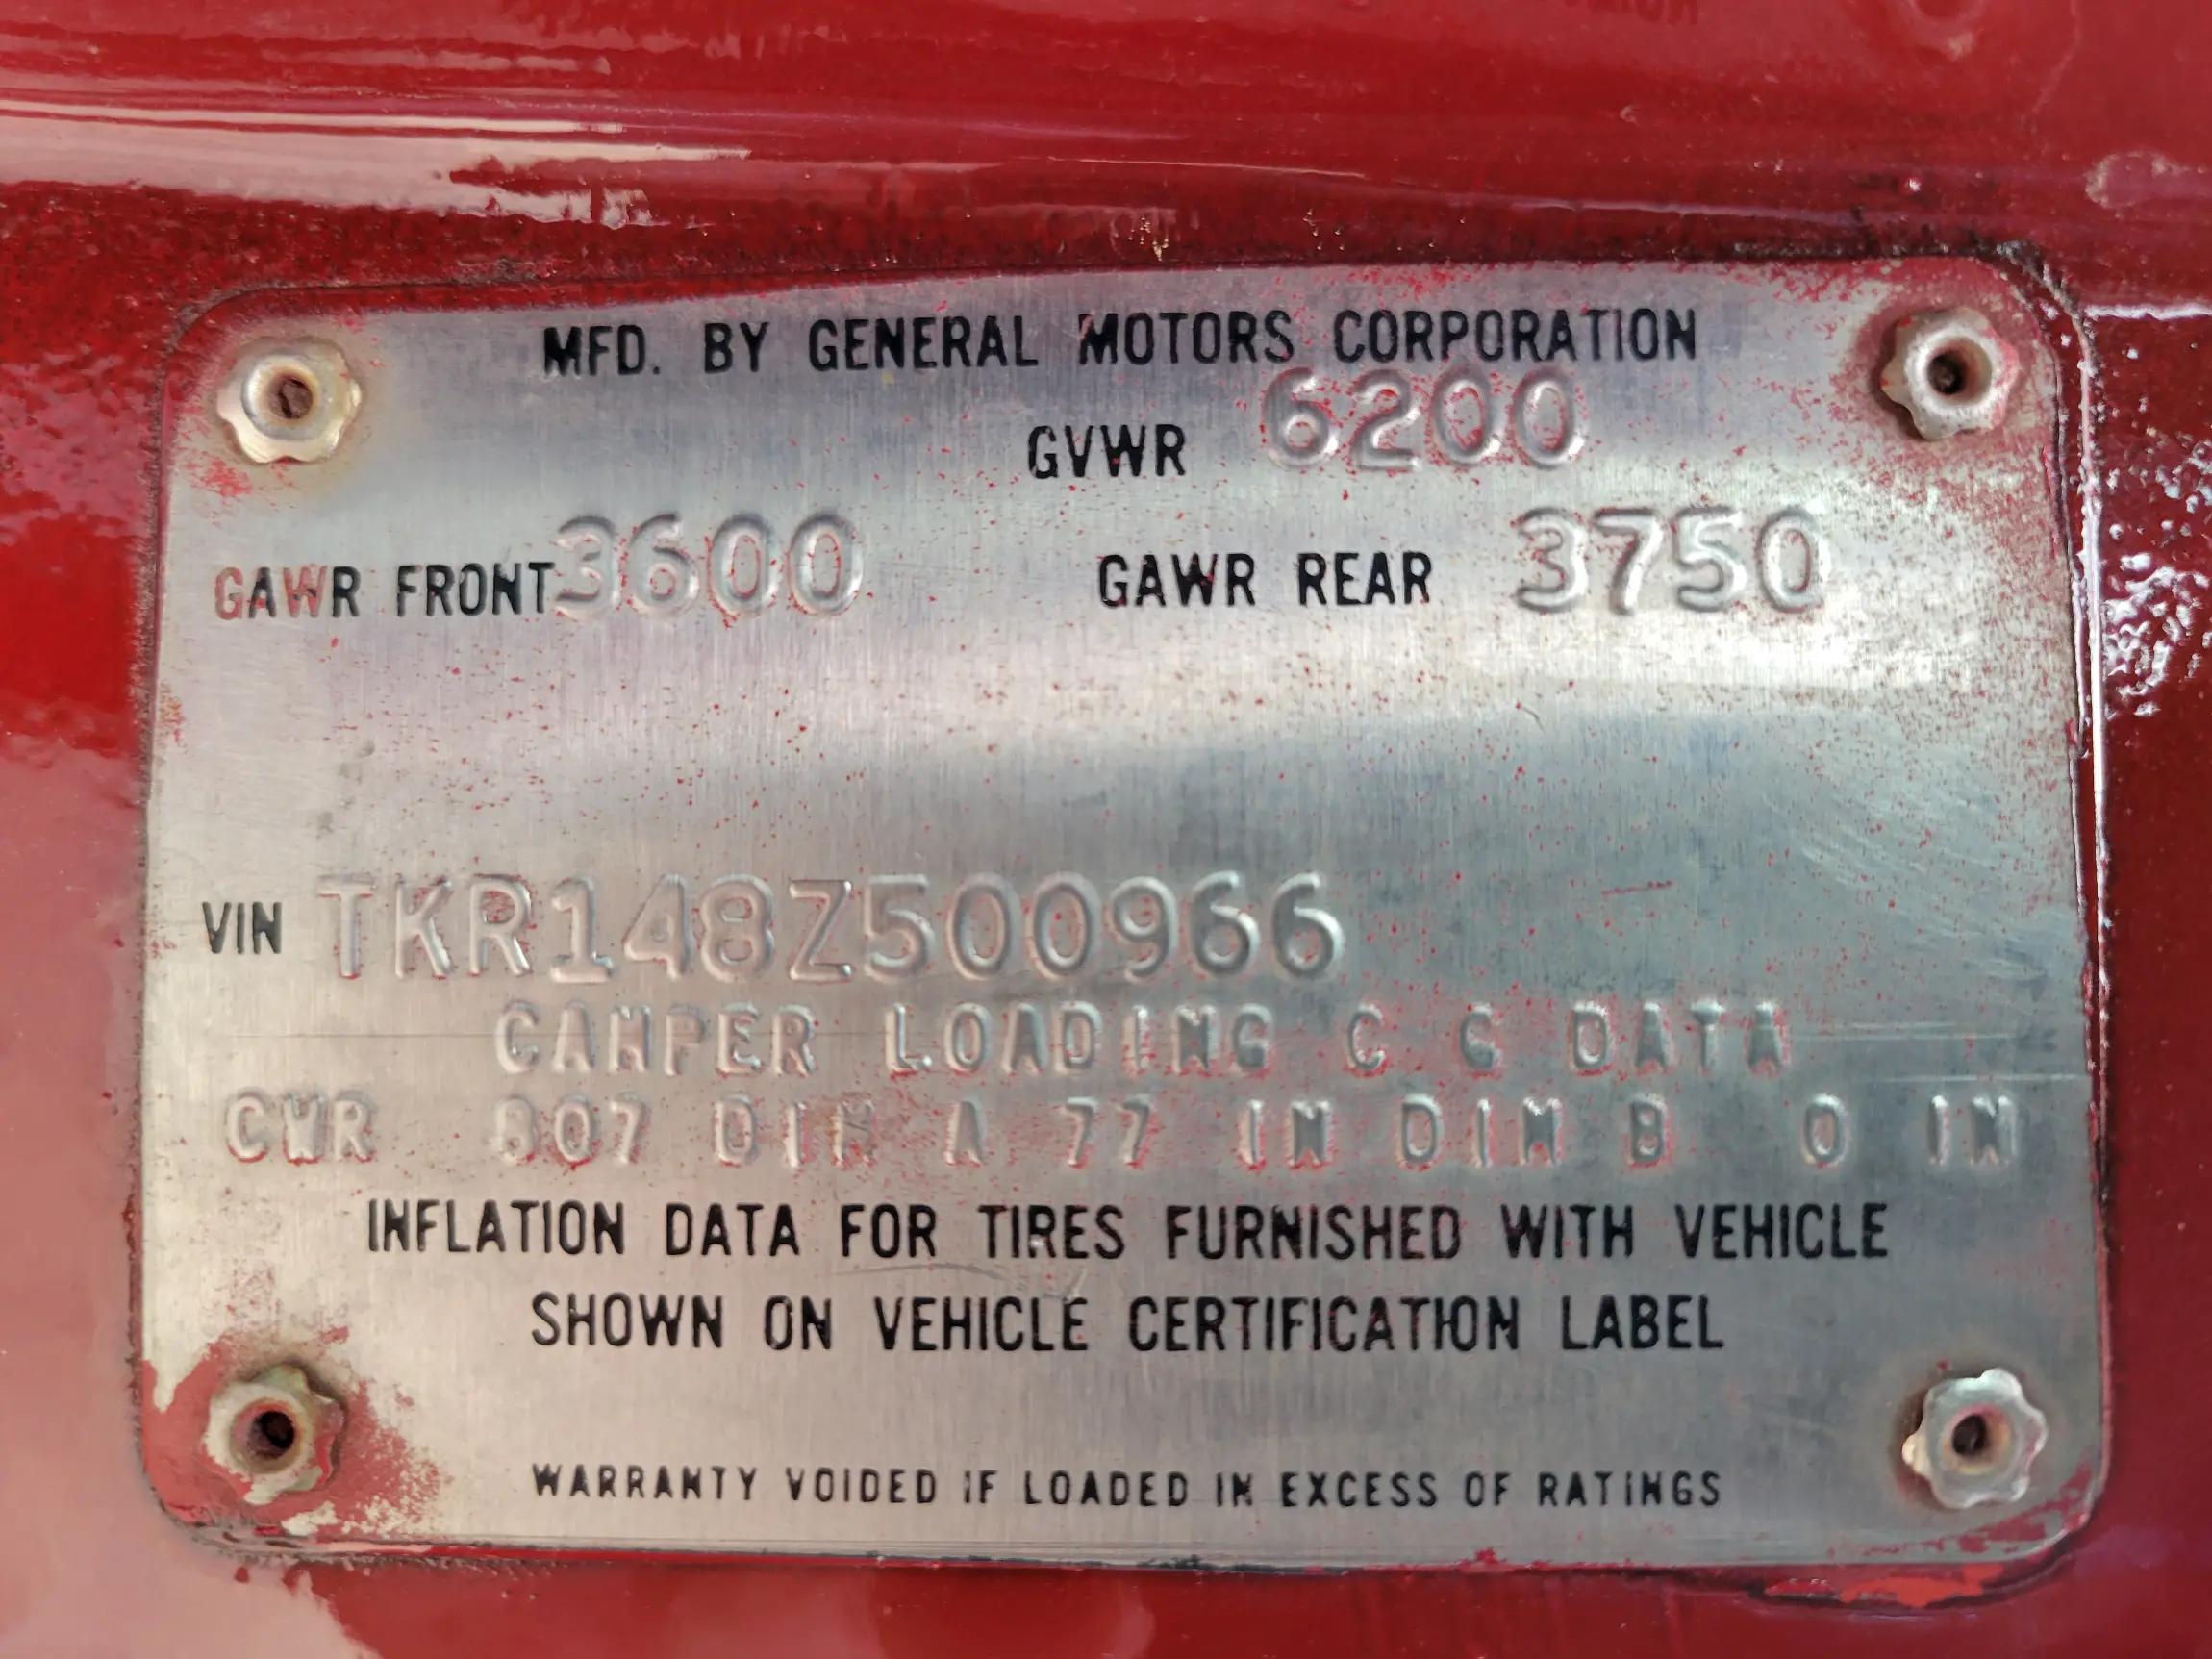 MFD. BY GENERAL MOTORS CORPORATION
GVWR 6200
GAWR FRONT 3600 GAWR REAR 3750
VIN TKR148Z500966
CAMPER LOADING C G DATA
CWR 807 DIM A 77 IN DIM B 0 IN
INFLATION DATA FOR TIRES FURNISHED WITH VEHICLE
SHOWN ON VEHICLE CERTIFICATION LABEL
WARRANTY VOIDED IF LOADED IN EXCESS OF RATINGS